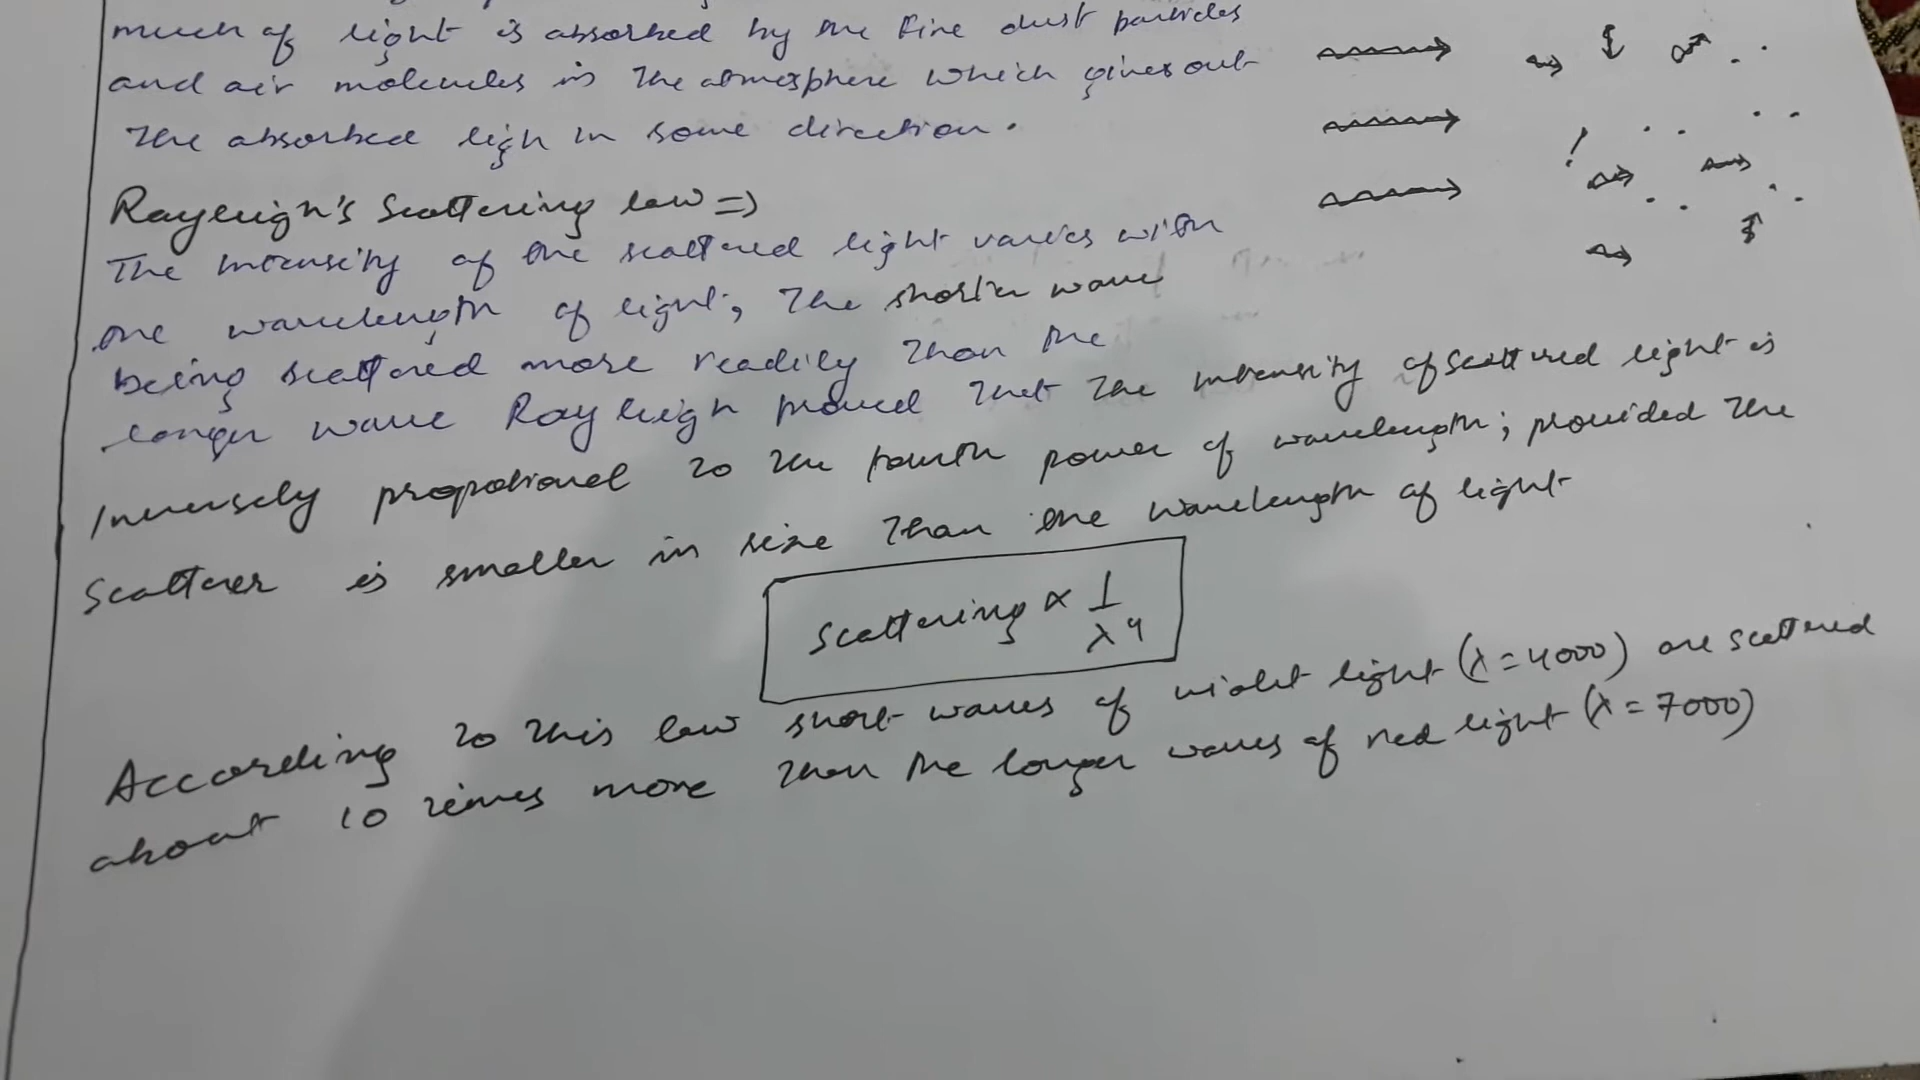 much of light is absorbed by the fine dust particles
and air molecules in the atmosphere which gives out
the absorbed ligh in some direction.
Rayleigh's Scattering law =>
The intensity of the scattered light varies with
the wavelength of light, The shorter wave
being scattered more readily than the
longer wave Rayleigh proved that the intensity of scattered light is
Inversely propotional to the fourth power of wavelength; provided the
Scatterer is smaller in size than the wavelength of light
Scattering ∝ 1/λ⁴
According to this law short waves of violet light (λ=4000) are scattered
about 10 times more than the longer waves of red light (λ=7000)